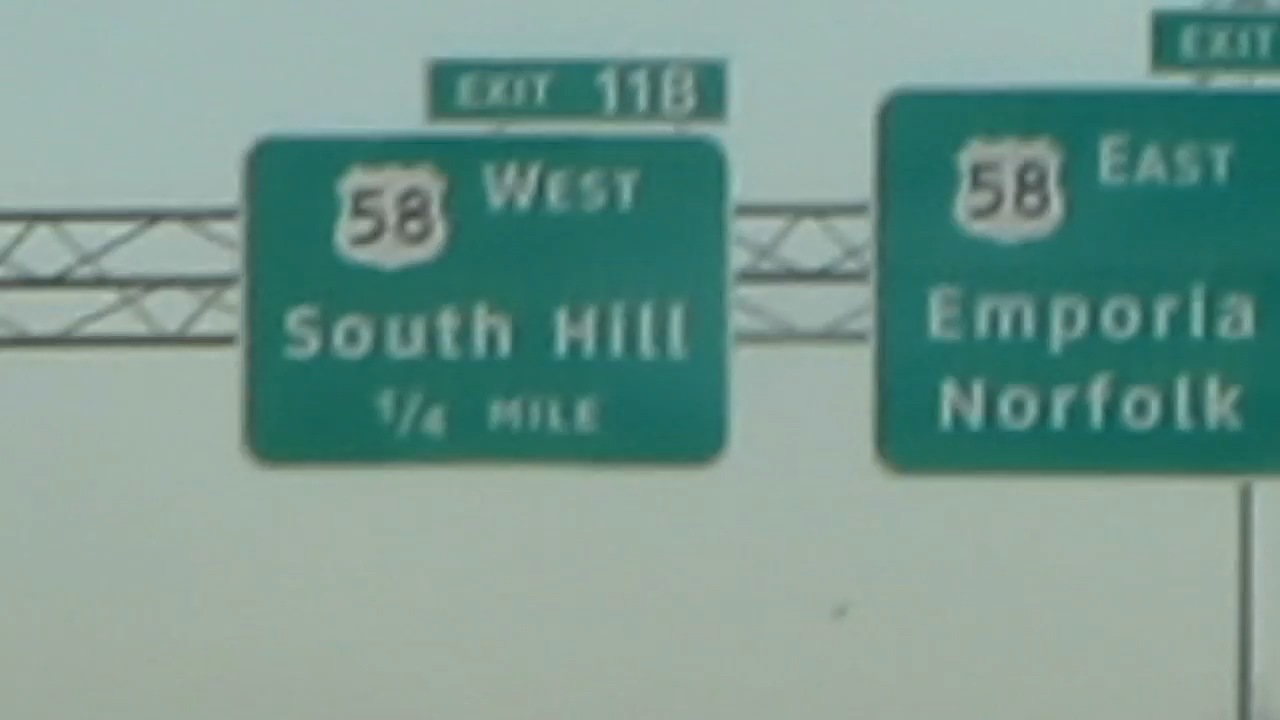 EXIT 11B
58 WEST
South Hill
1/4 MILE
EXIT
58 EAST
Emporia
Norfolk